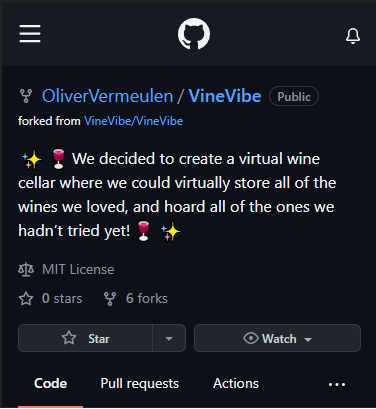 OliverVermeulen / VineVibe Public
forked from VineVibe/VineVibe
✨ 🍷 We decided to create a virtual wine
cellar where we could virtually store all of the
wines we loved, and hoard all of the ones we
hadn’t tried yet! 🍷 ✨
MIT License
0 stars 6 forks
Star Watch
Code Pull requests Actions ...